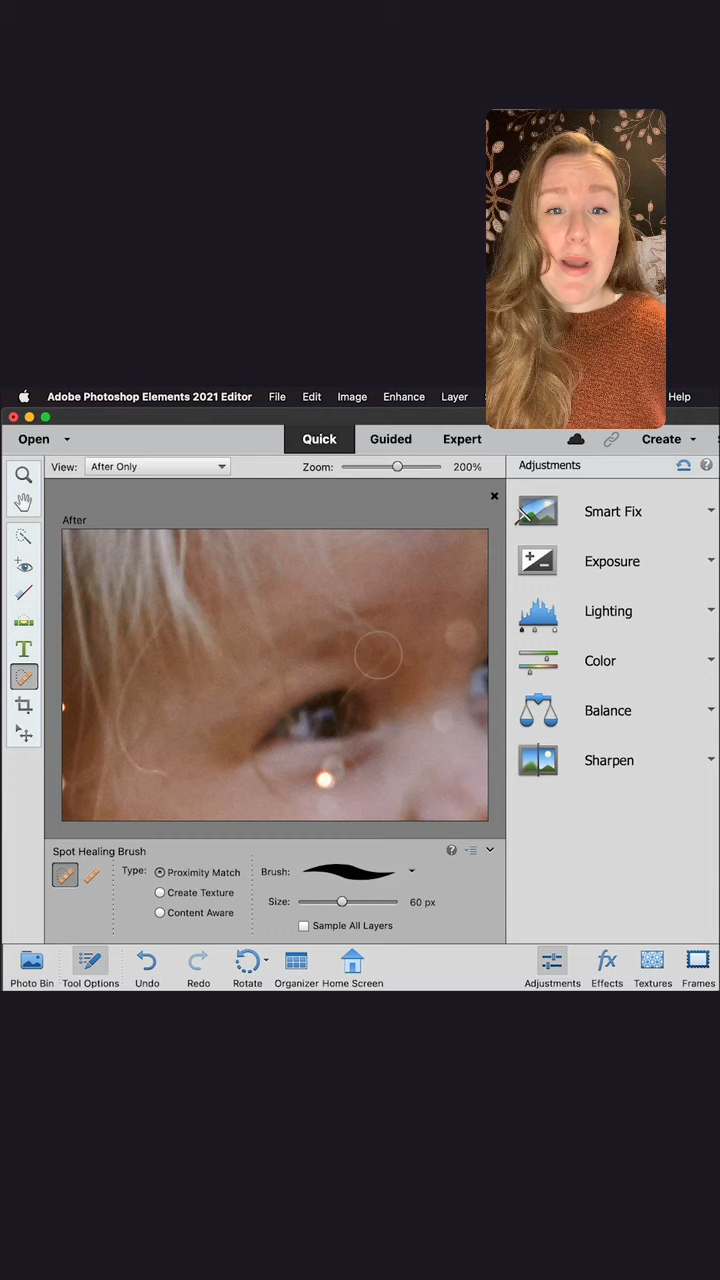 Adobe Photoshop Elements 2021 Editor File Edit Image Enhance Layer Help
Open Quick Guided Expert Create
View: After Only Zoom: 200% Adjustments
After
Smart Fix
Exposure
Lighting
Color
Balance
Sharpen
T
Spot Healing Brush
Type: Proximity Match
Create Texture
Content Aware
Brush:
Size: 60 px
Sample All Layers
Photo Bin Tool Options Undo Redo Rotate Organizer Home Screen
fx
Adjustments Effects Textures Frames